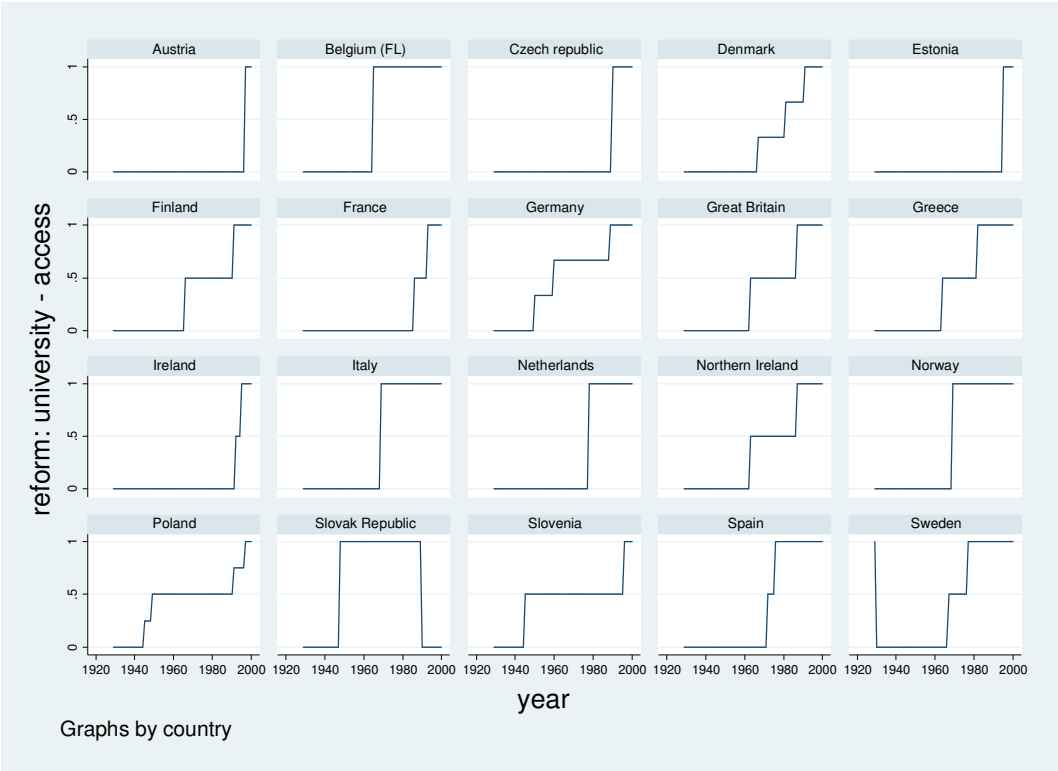 Austria Belgium (FL) Czech republic Denmark Estonia
1
.5
0
Finland France Germany Great Britain Greece
1
.5
0
Ireland Italy Netherlands Northern Ireland Norway
1
.5
0
Poland Slovak Republic Slovenia Spain Sweden
1
.5
0
1920 1940 1960 1980 2000 1920 1940 1960 1980 2000 1920 1940 1960 1980 2000 1920 1940 1960 1980 2000 1920 1940 1960 1980 2000
reform: university - access
year
Graphs by country